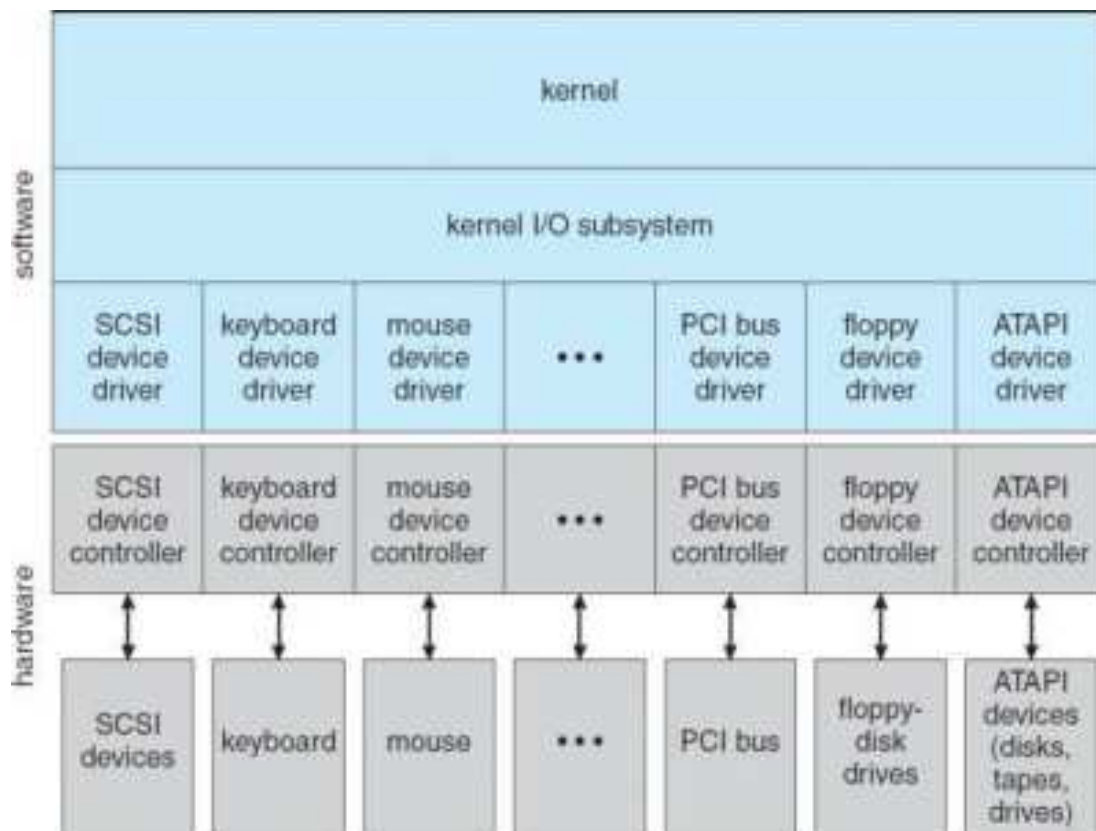 kernel
software
kernel I/O subsystem
SCSI
device
driver
keyboard
device
driver
mouse
device
driver
•••
PCI bus
device
driver
floppy
device
driver
ATAPI
device
driver
hardware
SCSI
device
controller
keyboard
device
controller
mouse
device
controller
•••
PCI bus
device
controller
floppy
device
controller
ATAPI
device
controller
SCSI
devices
keyboard
mouse
•••
PCI bus
floppy-
disk
drives
ATAPI
devices
(disks,
tapes,
drives)